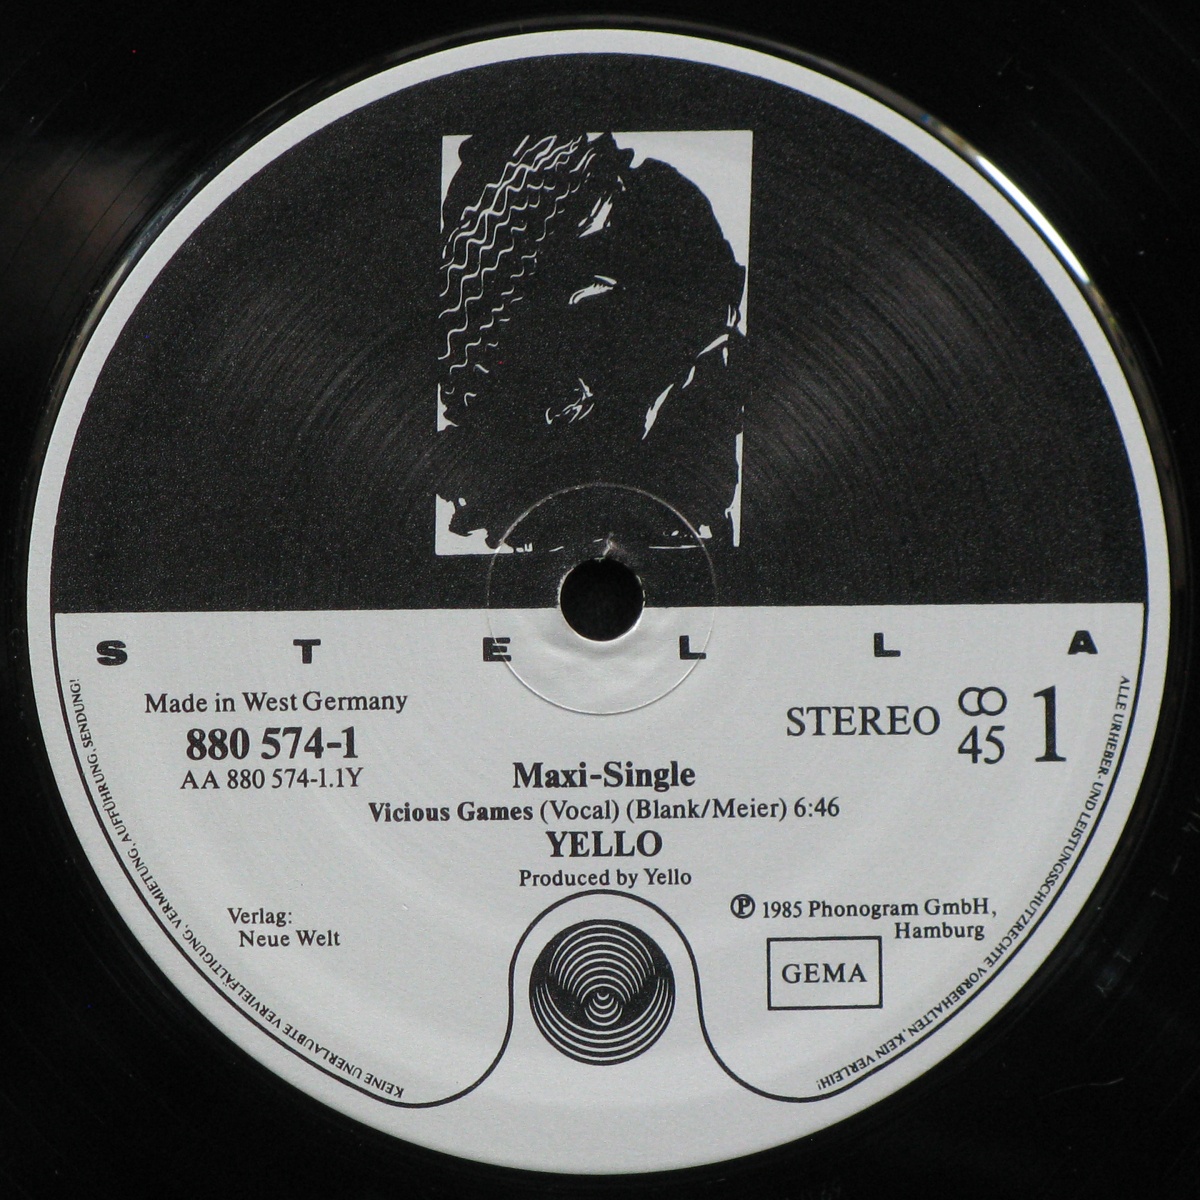 S T E L L A
Made in West Germany
880 574-1
AA 880 574-1.1Y
STEREO
45
1
Maxi-Single
Vicious Games (Vocal) (Blank/Meier) 6:46
YELLO
Produced by Yello
Verlag:
Neue Welt
Ⓟ 1985 Phonogram GmbH,
Hamburg
GEMA
ALLE URHEBER- UND LEISTUNGSSCHUTZRECHTE VORBEHALTEN, KEIN VERLEIH!
KEINE UNERLAUBTE VERVIELFÄLTIGUNG, VERMIETUNG, AUFFÜHRUNG, SENDUNG!